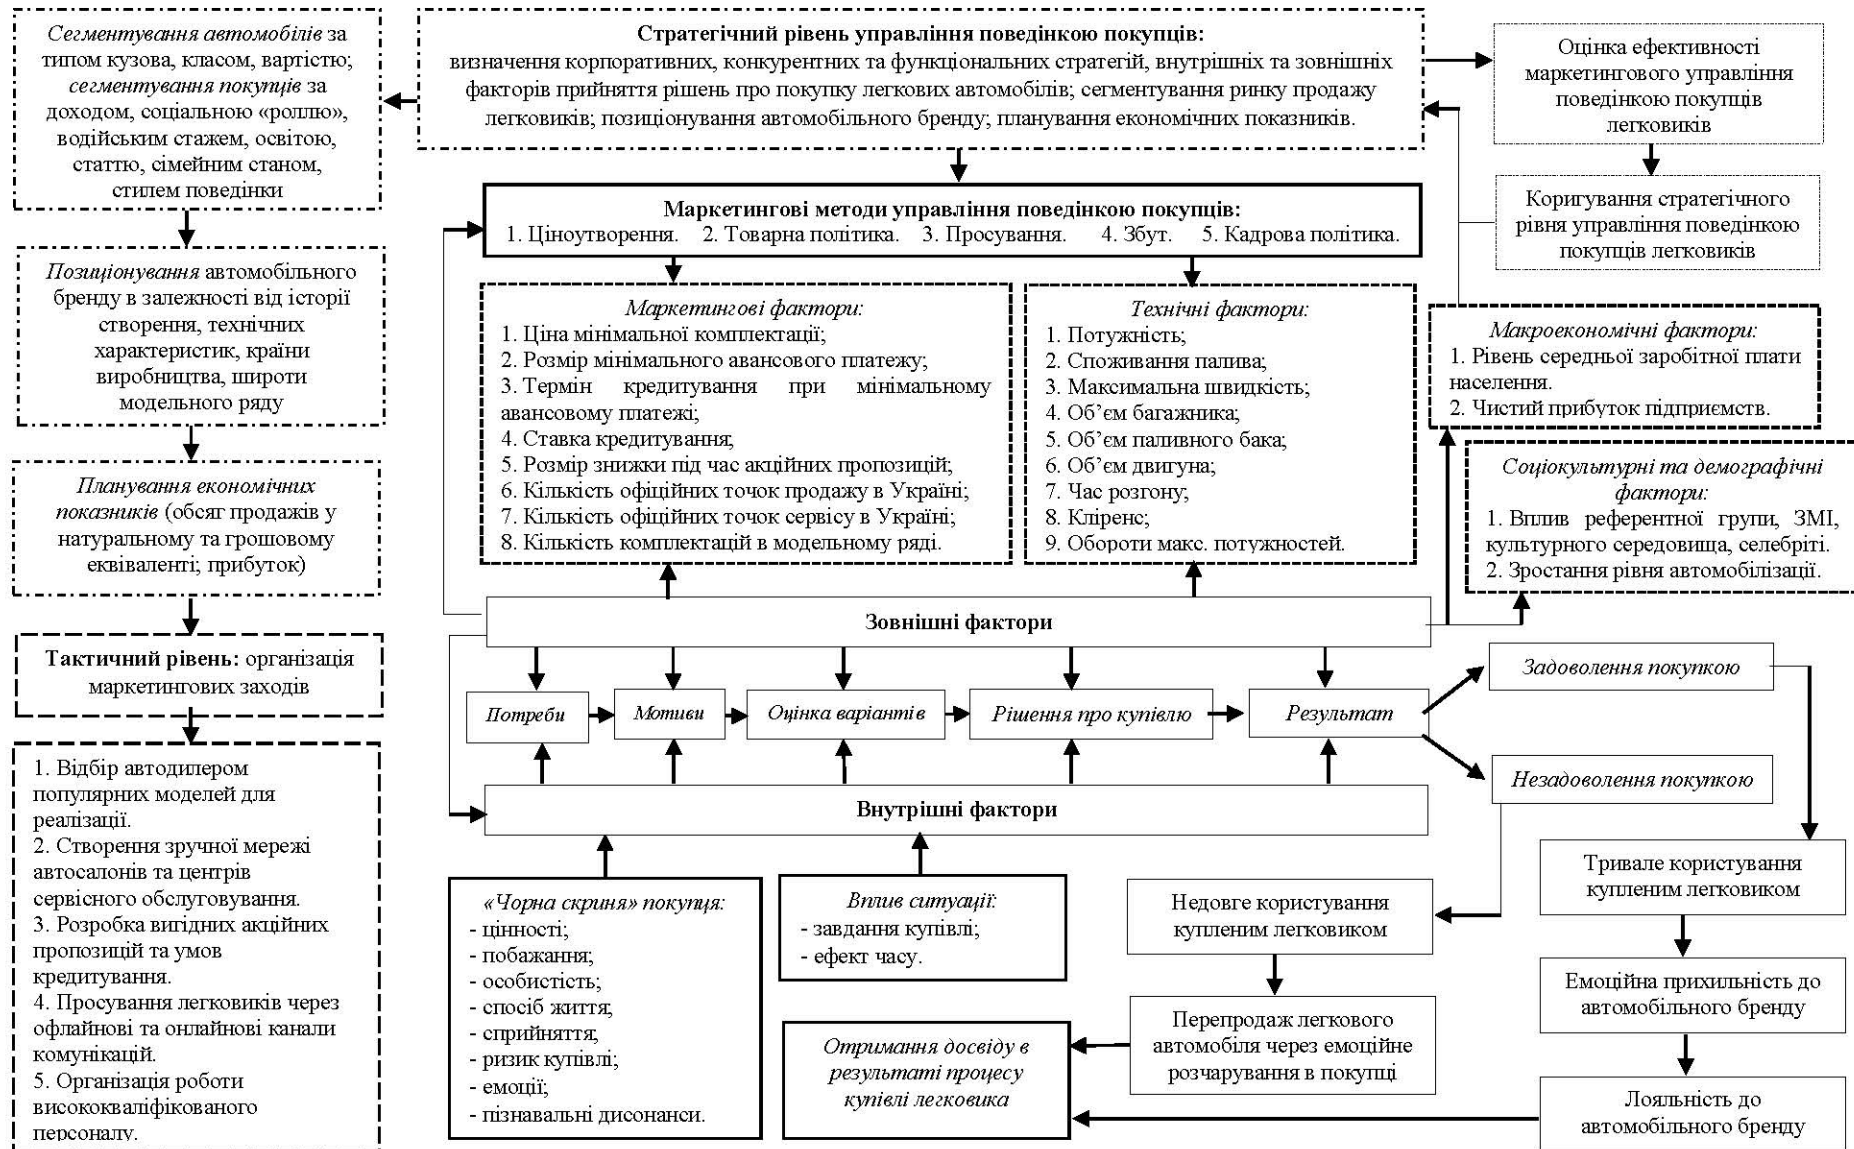 Сегментування автомобілів за
типом кузова, класом, вартістю;
сегментування покупців за
доходом, соціальною «роллю»,
водійським стажем, освітою,
статтю, сімейним станом,
стилем поведінки
Стратегічний рівень управління поведінкою покупців:
визначення корпоративних, конкурентних та функціональних стратегій, внутрішніх та зовнішніх
факторів прийняття рішень про покупку легкових автомобілів; сегментування ринку продажу
легковиків; позиціонування автомобільного бренду; планування економічних показників.
Оцінка ефективності
маркетингового управління
поведінкою покупців
легковиків
Коригування стратегічного
рівня управління поведінкою
покупців легковиків
Маркетингові методи управління поведінкою покупців:
1. Ціноутворення. 2. Товарна політика. 3. Просування. 4. Збут. 5. Кадрова політика.
Позиціонування автомобільного
бренду в залежності від історії
створення, технічних
характеристик, країни
виробництва, широти
модельного ряду
Маркетингові фактори:
1. Ціна мінімальної комплектації;
2. Розмір мінімального авансового платежу;
3. Термін кредитування при мінімальному
авансовому платежі;
4. Ставка кредитування;
5. Розмір знижки під час акційних пропозицій;
6. Кількість офіційних точок продажу в Україні;
7. Кількість офіційних точок сервісу в Україні;
8. Кількість комплектацій в модельному ряді.
Технічні фактори:
1. Потужність;
2. Споживання палива;
3. Максимальна швидкість;
4. Об’єм багажника;
5. Об’єм паливного бака;
6. Об’єм двигуна;
7. Час розгону;
8. Кліренс;
9. Обороти макс. потужностей.
Макроекономічні фактори:
1. Рівень середньої заробітної плати
населення.
2. Чистий прибуток підприємств.
Соціокультурні та демографічні
фактори:
1. Вплив референтної групи, ЗМІ,
культурного середовища, селебріті.
2. Зростання рівня автомобілізації.
Планування економічних
показників (обсяг продажів у
натуральному та грошовому
еквіваленті; прибуток)
Зовнішні фактори
Тактичний рівень: організація
маркетингових заходів
Потреби
Мотиви
Оцінка варіантів
Рішення про купівлю
Результат
Задоволення покупкою
Незадоволення покупкою
Внутрішні фактори
1. Відбір автодилером
популярних моделей для
реалізації.
2. Створення зручної мережі
автосалонів та центрів
сервісного обслуговування.
3. Розробка вигідних акційних
пропозицій та умов
кредитування.
4. Просування легковиків через
офлайнові та онлайнові канали
комунікацій.
5. Організація роботи
висококваліфікованого
персоналу.
«Чорна скриня» покупця:
- цінності;
- побажання;
- особистість;
- спосіб життя;
- сприйняття;
- ризик купівлі;
- емоції;
- пізнавальні дисонанси.
Вплив ситуації:
- завдання купівлі;
- ефект часу.
Недовге користування
купленим легковиком
Тривале користування
купленим легковиком
Емоційна прихильність до
автомобільного бренду
Перепродаж легкового
автомобіля через емоційне
розчарування в покупці
Отримання досвіду в
результаті процесу
купівлі легковика
Лояльність до
автомобільного бренду